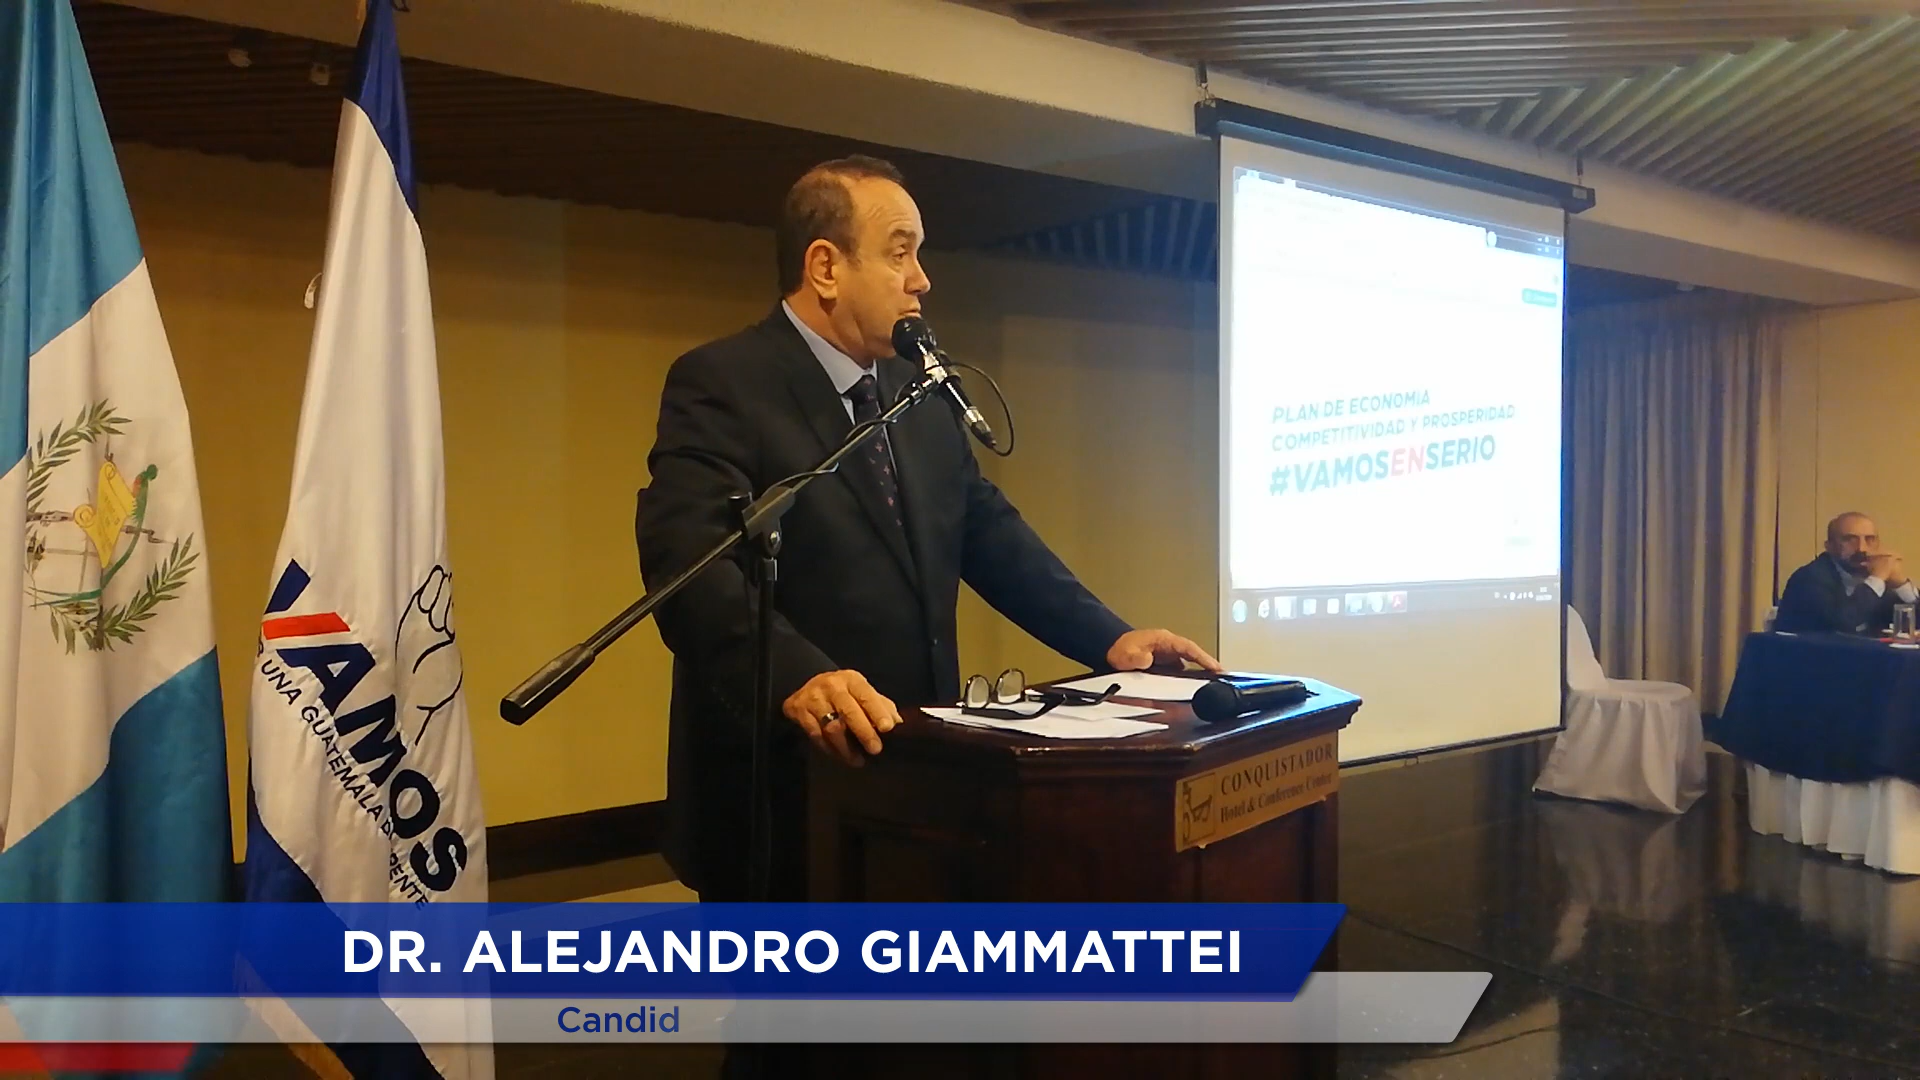 PLAN DE ECONOMIA
COMPETITIVIDAD Y PROSPERIDAD
#VAMOSENSERIO
VAMOS
UNA GUATEMALA DIFERENTE
CONQUISTADOR
Hotel & Conference Center
DR. ALEJANDRO GIAMMATTEI
Candid